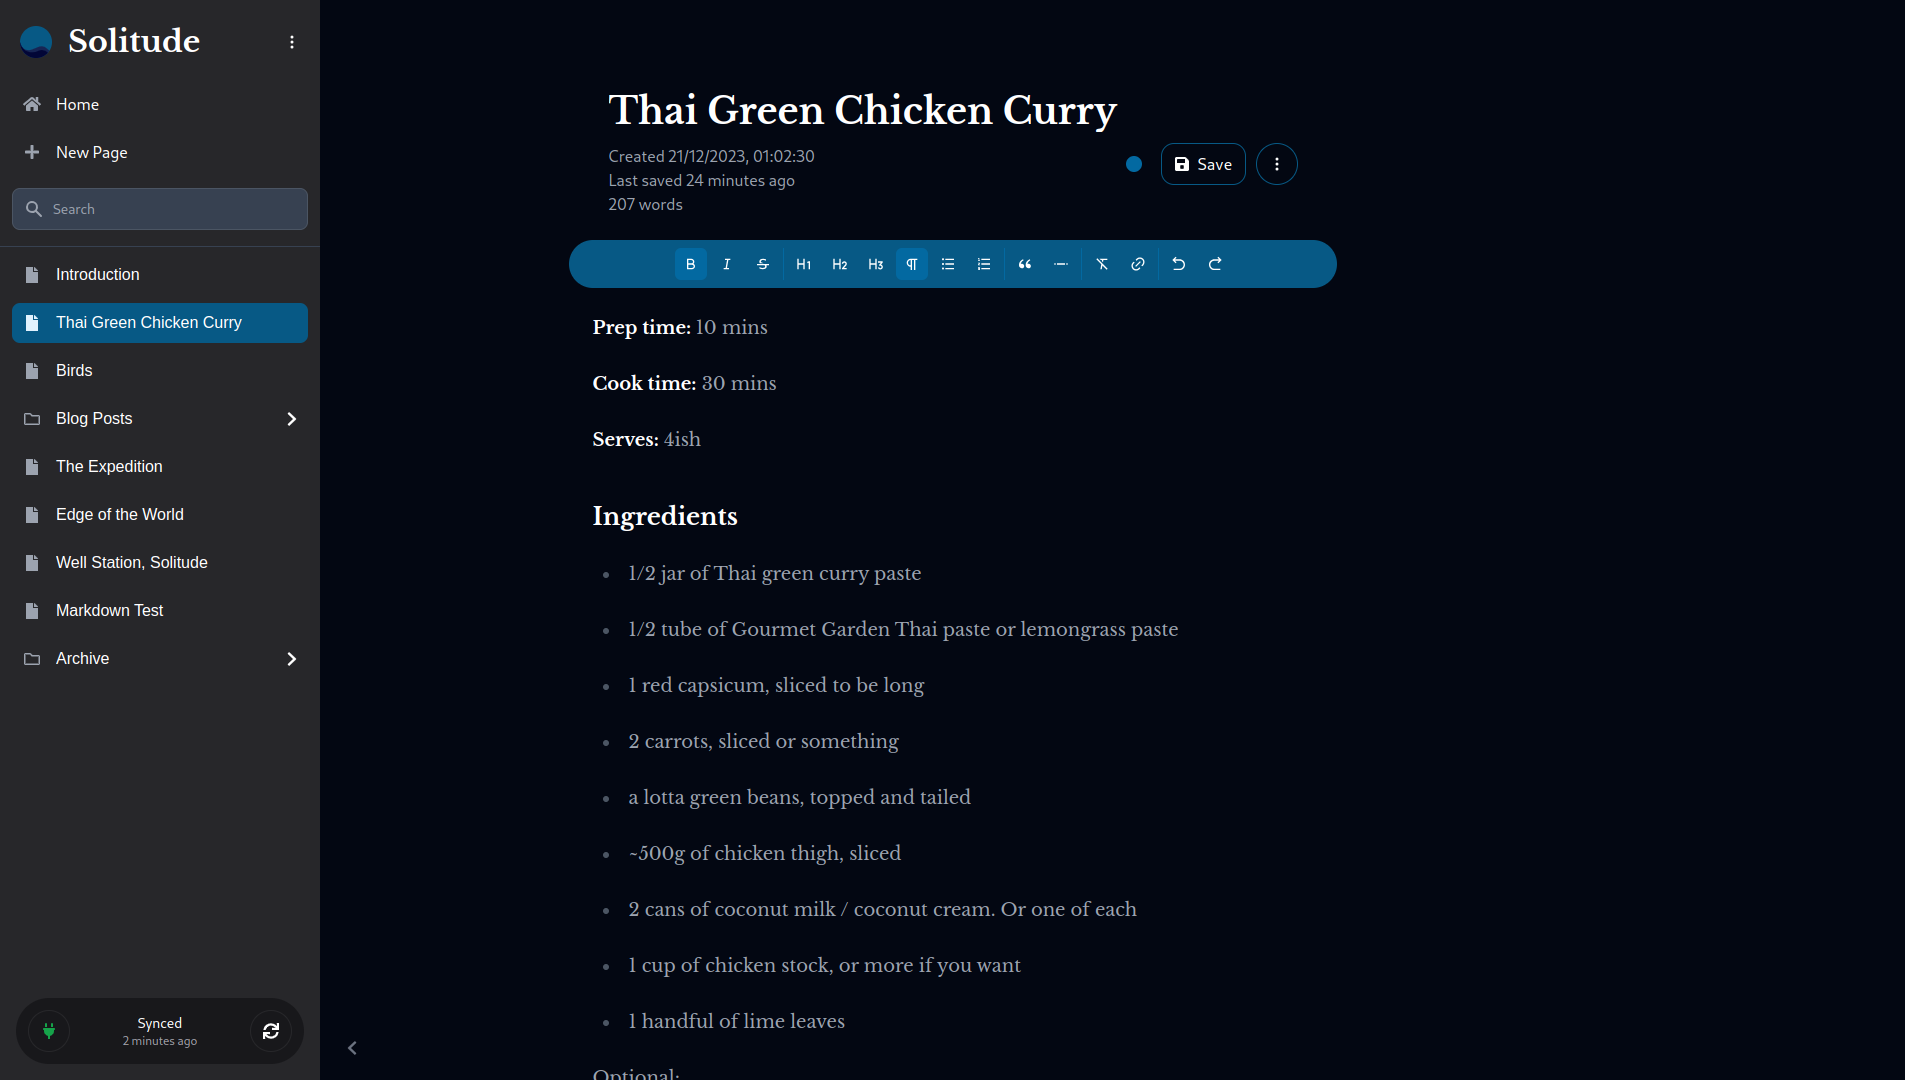 Solitude
Home
New Page
Search
Introduction
Thai Green Chicken Curry
Birds
Blog Posts
The Expedition
Edge of the World
Well Station, Solitude
Markdown Test
Archive
Synced
2 minutes ago
Thai Green Chicken Curry
Created 21/12/2023, 01:02:30
Last saved 24 minutes ago
207 words
Save
B I S H1 H2 H3
Prep time: 10 mins
Cook time: 30 mins
Serves: 4ish
Ingredients
1/2 jar of Thai green curry paste
1/2 tube of Gourmet Garden Thai paste or lemongrass paste
1 red capsicum, sliced to be long
2 carrots, sliced or something
a lotta green beans, topped and tailed
~500g of chicken thigh, sliced
2 cans of coconut milk / coconut cream. Or one of each
1 cup of chicken stock, or more if you want
1 handful of lime leaves
Optional: